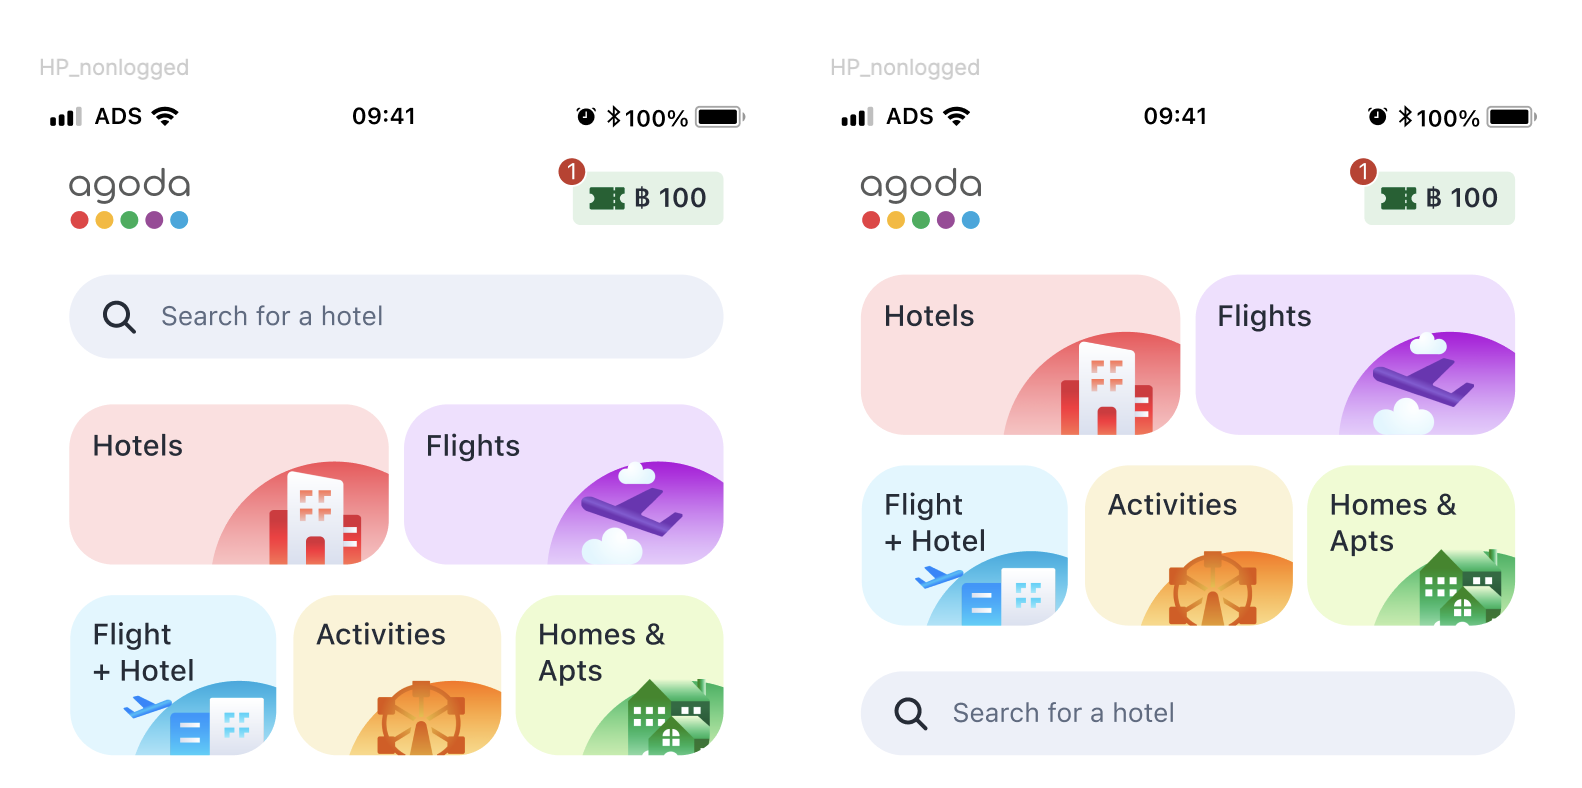 HP_nonlogged
ADS
09:41
100%
agoda
1
฿ 100
Search for a hotel
Hotels
Flights
Flight
+ Hotel
Activities
Homes &
Apts
HP_nonlogged
ADS
09:41
100%
agoda
1
฿ 100
Hotels
Flights
Flight
+ Hotel
Activities
Homes &
Apts
Search for a hotel